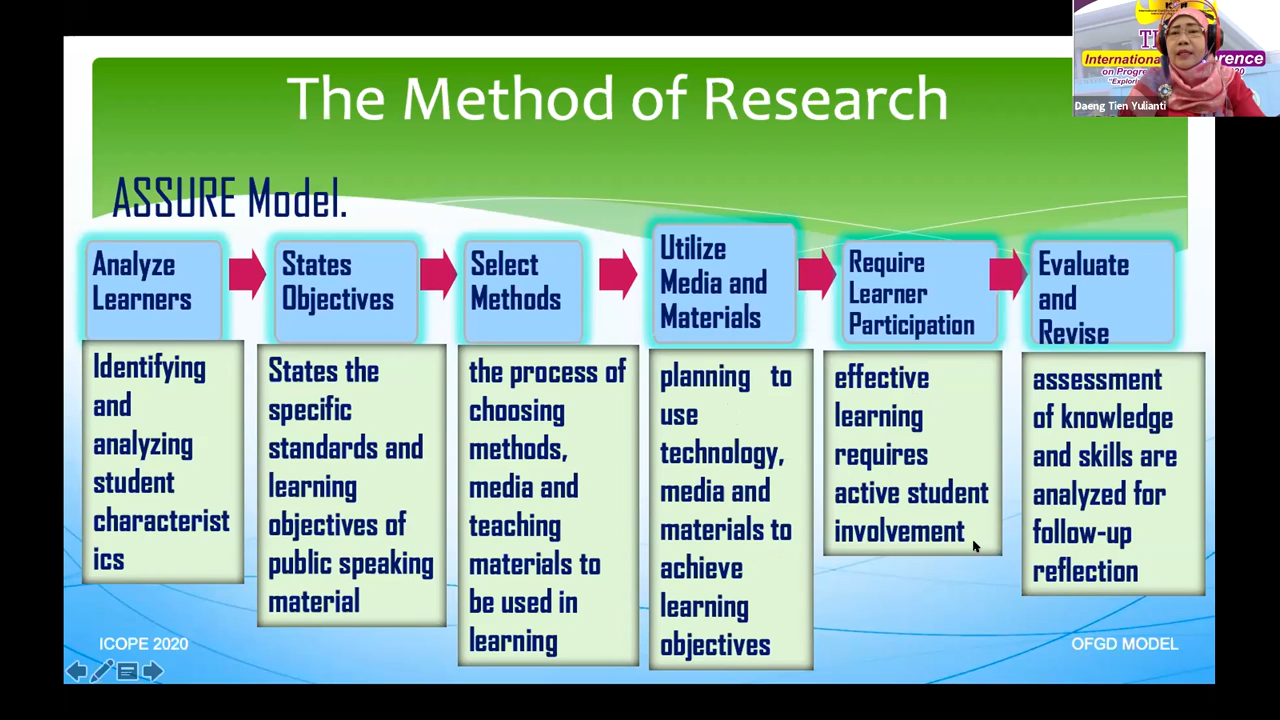 The Method of Research
International
rence
on Progre
Daeng Tien Yulianti
ASSURE Model.
Analyze
Learners
States
Objectives
Select
Methods
Utilize
Media and
Materials
Require
Learner
Participation
Evaluate
and
Revise
Identifying
and
analyzing
student
characterist
ics
States the
specific
standards and
learning
objectives of
public speaking
material
the process of
choosing
methods,
media and
teaching
materials to
be used in
learning
planning to
use
technology,
media and
materials to
achieve
learning
objectives
effective
learning
requires
active student
involvement
assessment
of knowledge
and skills are
analyzed for
follow-up
reflection
ICOPE 2020
OFGD MODEL